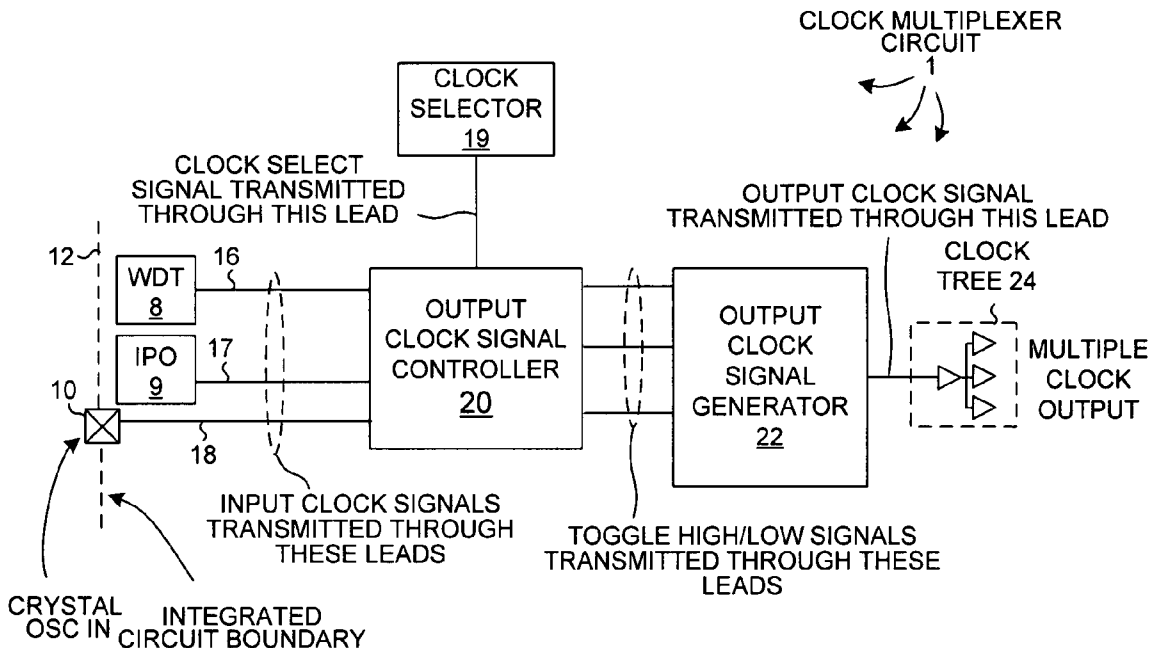 CLOCK MULTIPLEXER
CIRCUIT
1
CLOCK
SELECTOR
19
CLOCK SELECT
SIGNAL TRANSMITTED
THROUGH THIS LEAD
OUTPUT CLOCK SIGNAL
TRANSMITTED THROUGH THIS LEAD
CLOCK
TREE 24
12
WDT
8
16
IPO
9
17
10
18
OUTPUT
CLOCK SIGNAL
CONTROLLER
20
OUTPUT
CLOCK
SIGNAL
GENERATOR
22
MULTIPLE
CLOCK
OUTPUT
INPUT CLOCK SIGNALS
TRANSMITTED THROUGH
THESE LEADS
TOGGLE HIGH/LOW SIGNALS
TRANSMITTED THROUGH THESE
LEADS
CRYSTAL
OSC IN
INTEGRATED
CIRCUIT BOUNDARY